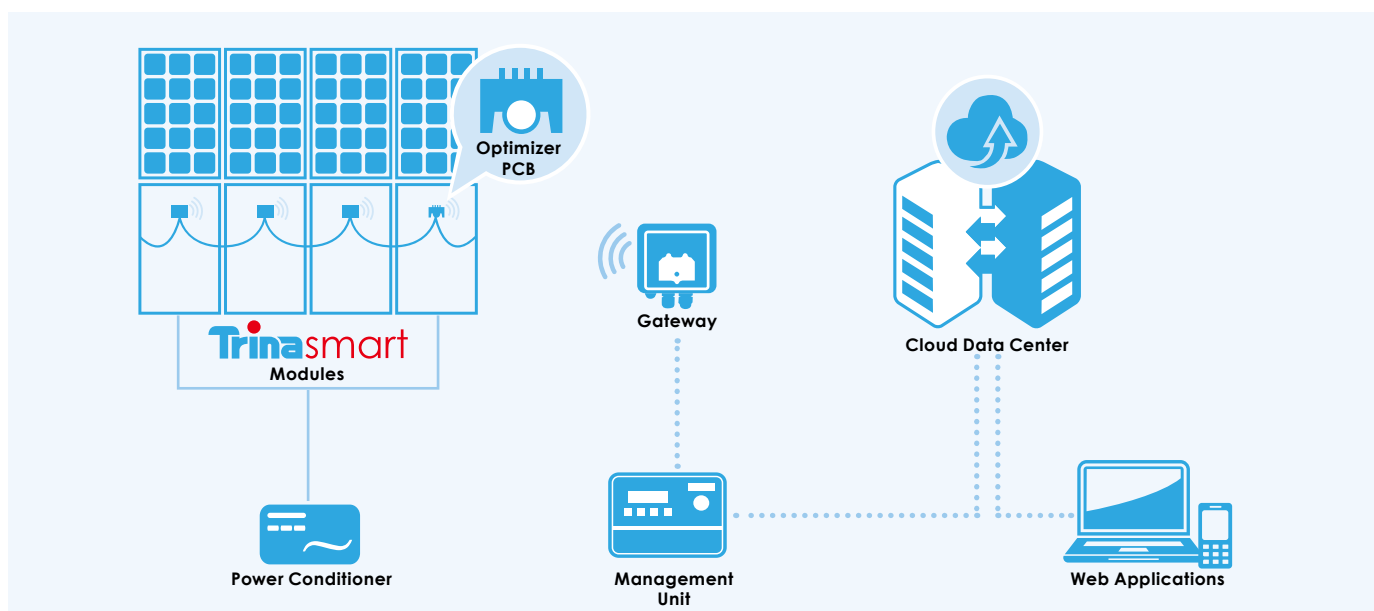 Optimizer
PCB
Trinasmart
Modules
Gateway
Cloud Data Center
Power Conditioner
Management
Unit
Web Applications